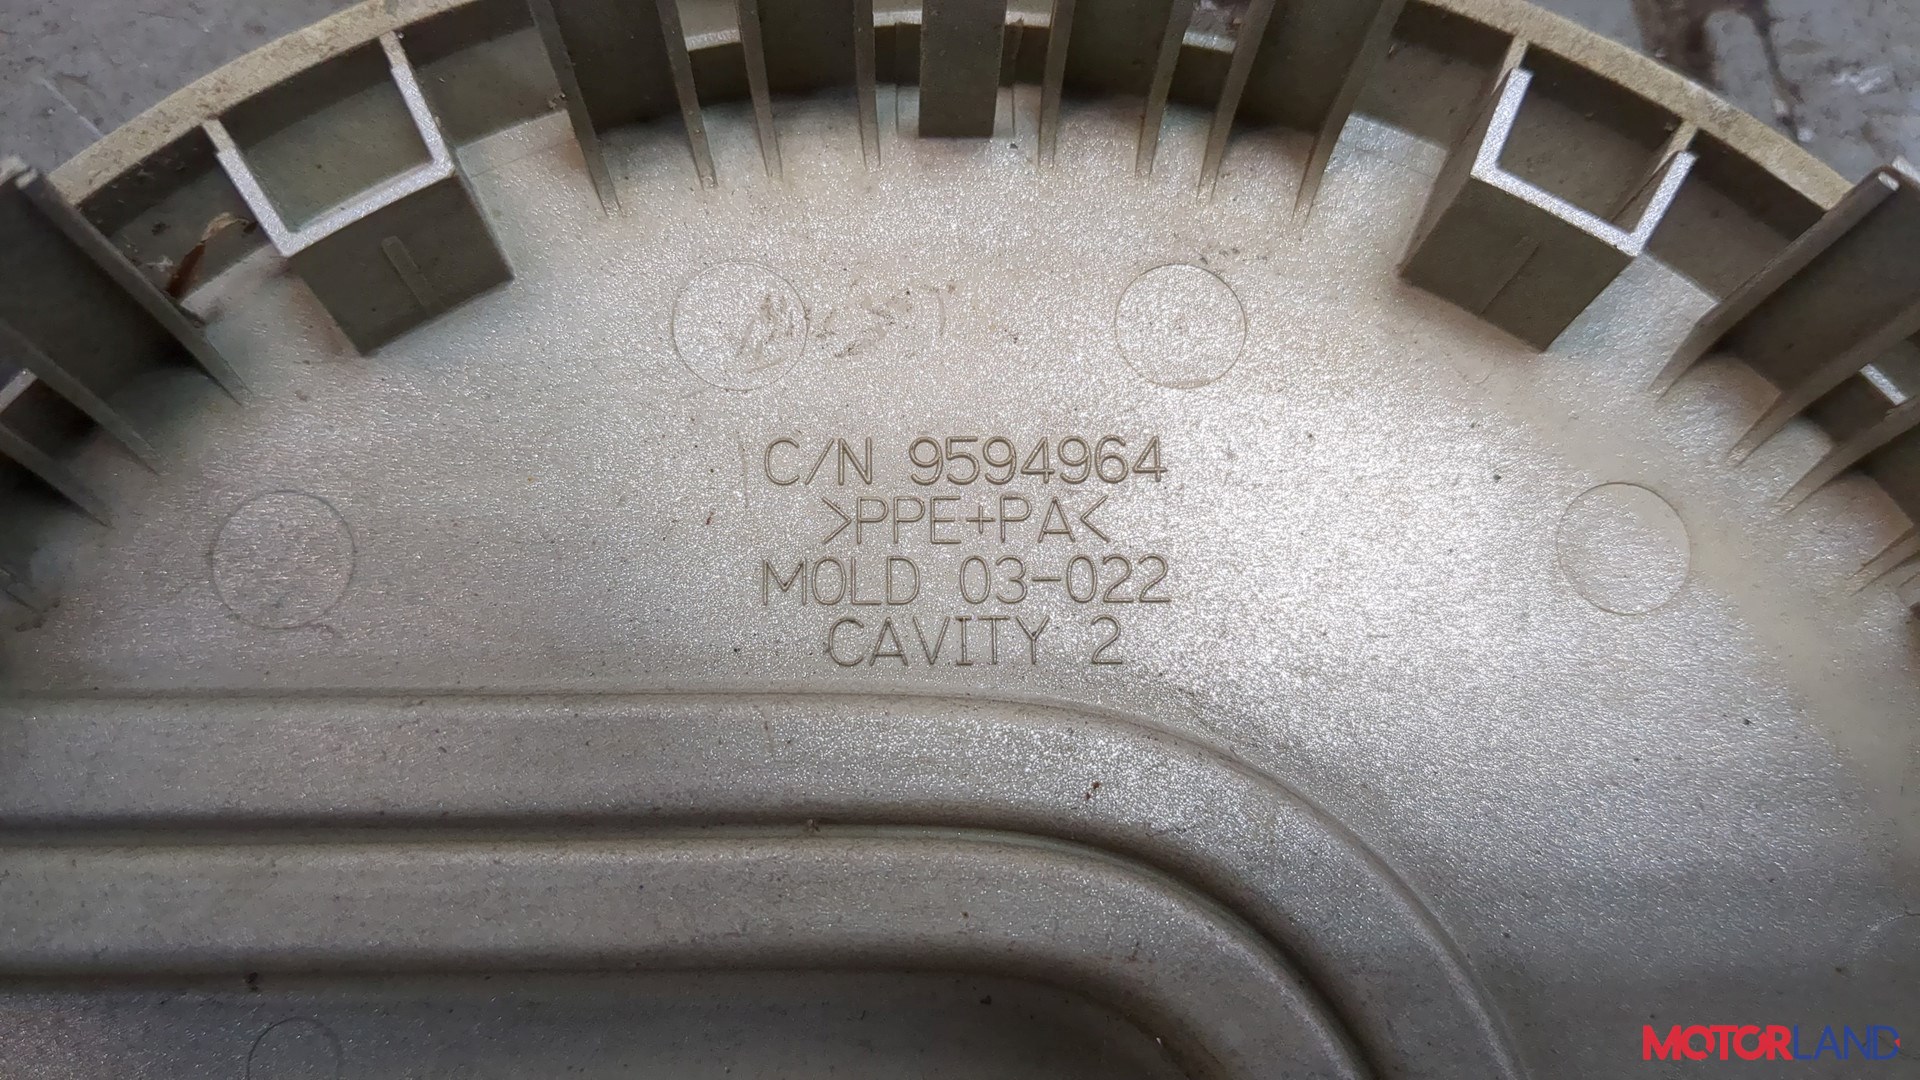 C/N 9594964
>PPE+PA<
MOLD 03-022
CAVITY 2
MOTORLAND